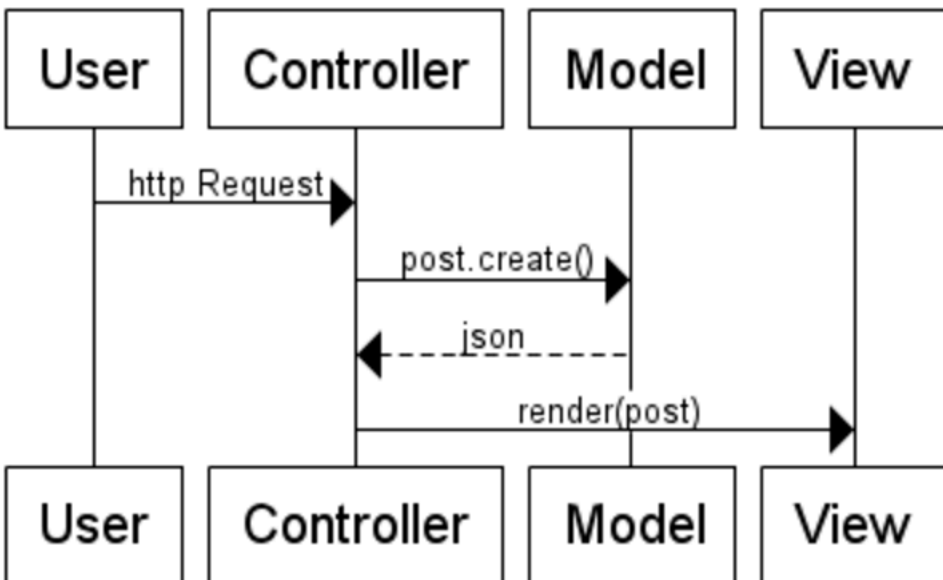 User Controller Model View
http Request
post.create()
json
render(post)
User Controller Model View